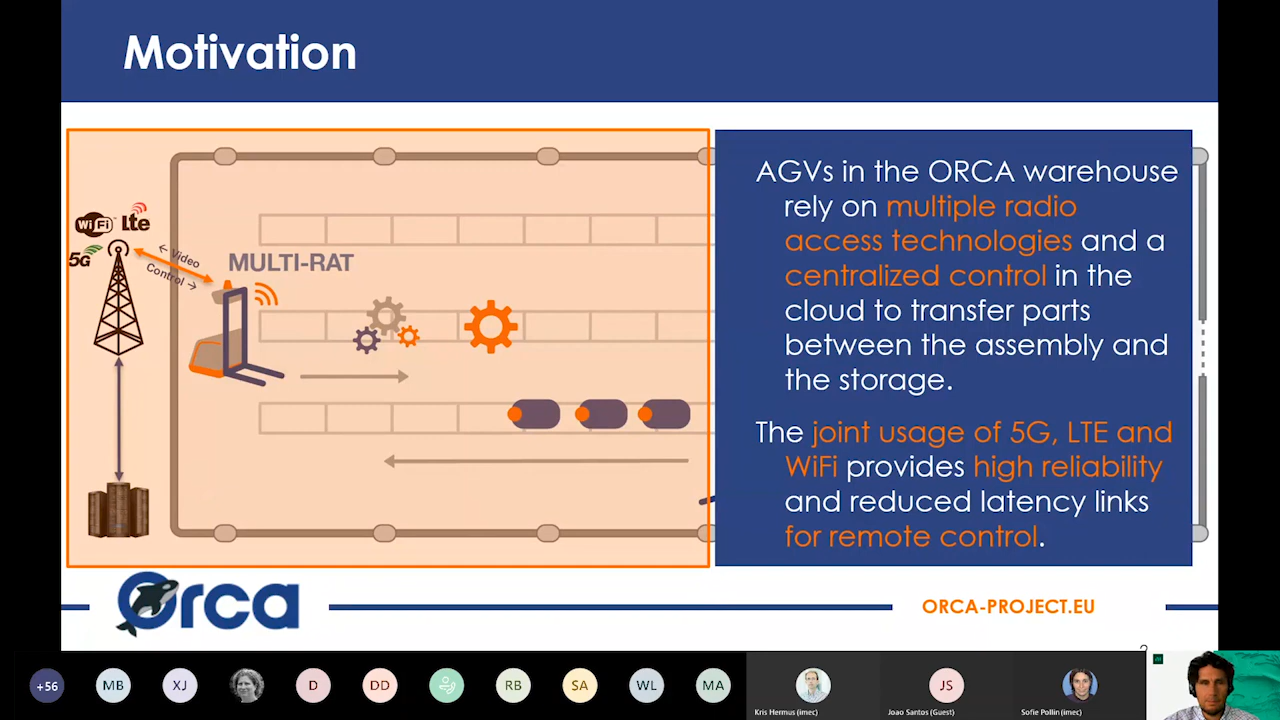 Motivation
WiFi LTE
5G
← Video
Control →
MULTI-RAT
AGVs in the ORCA warehouse
rely on multiple radio
access technologies and a
centralized control in the
cloud to transfer parts
between the assembly and
the storage.
The joint usage of 5G, LTE and
WiFi provides high reliability
and reduced latency links
for remote control.
Orca
ORCA-PROJECT.EU
+56
MB
XJ
D
DD
RB
SA
WL
MA
JS
Kris Hermus (imec)
Joao Santos (Guest)
Sofie Pollin (imec)